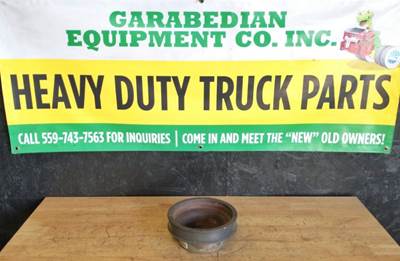 GARABEDIAN
EQUIPMENT CO. INC.
HEAVY DUTY TRUCK PARTS
CALL 559-743-7563 FOR INQUIRIES | COME IN AND MEET THE "NEW" OLD OWNERS!